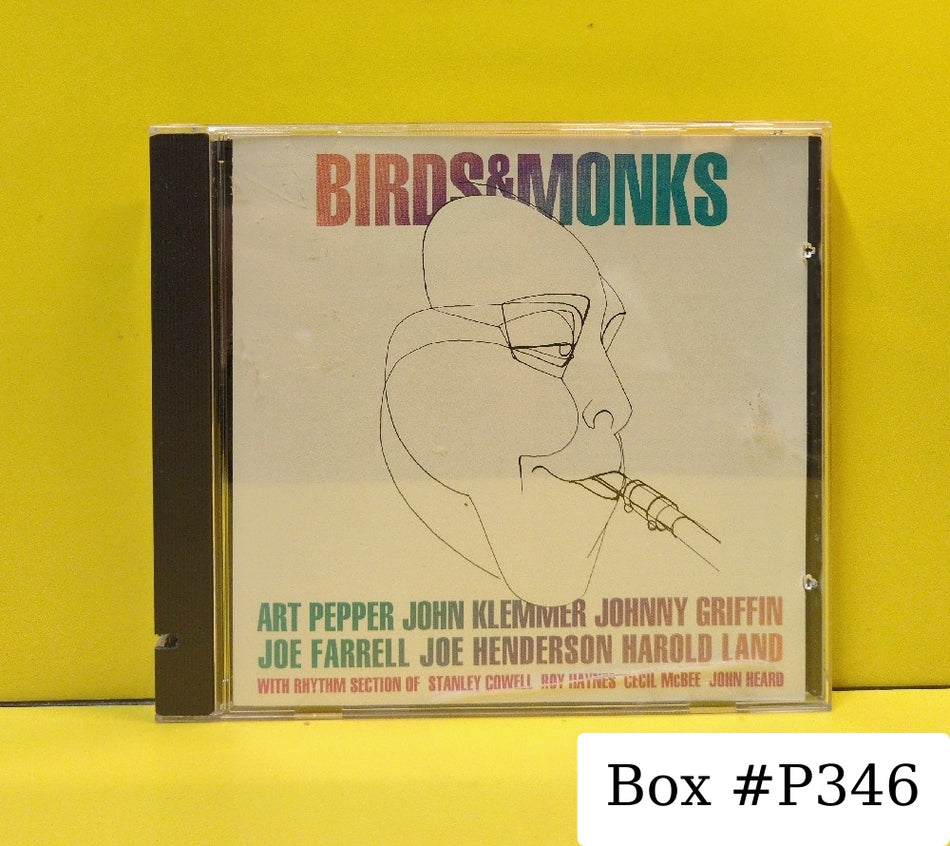 BIRDS&MONKS
ART PEPPER JOHN KLEMMER JOHNNY GRIFFIN
JOE FARRELL JOE HENDERSON HAROLD LAND
WITH RHYTHM SECTION OF STANLEY COWELL ROY HAYNES CECIL McBEE JOHN HEARD
Box #P346